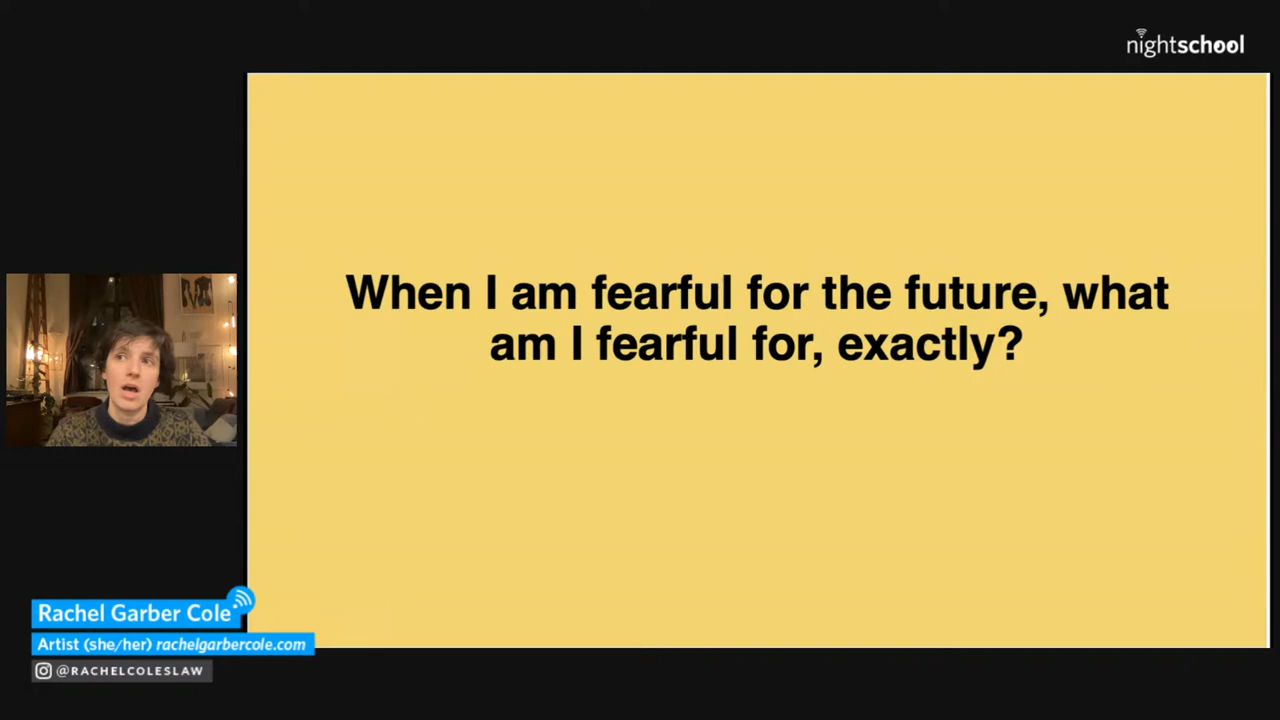 nightschool
When I am fearful for the future, what
am I fearful for, exactly?
Rachel Garber Cole
Artist (she/her) rachelgarbercole.com
@RACHELCOLESLAW